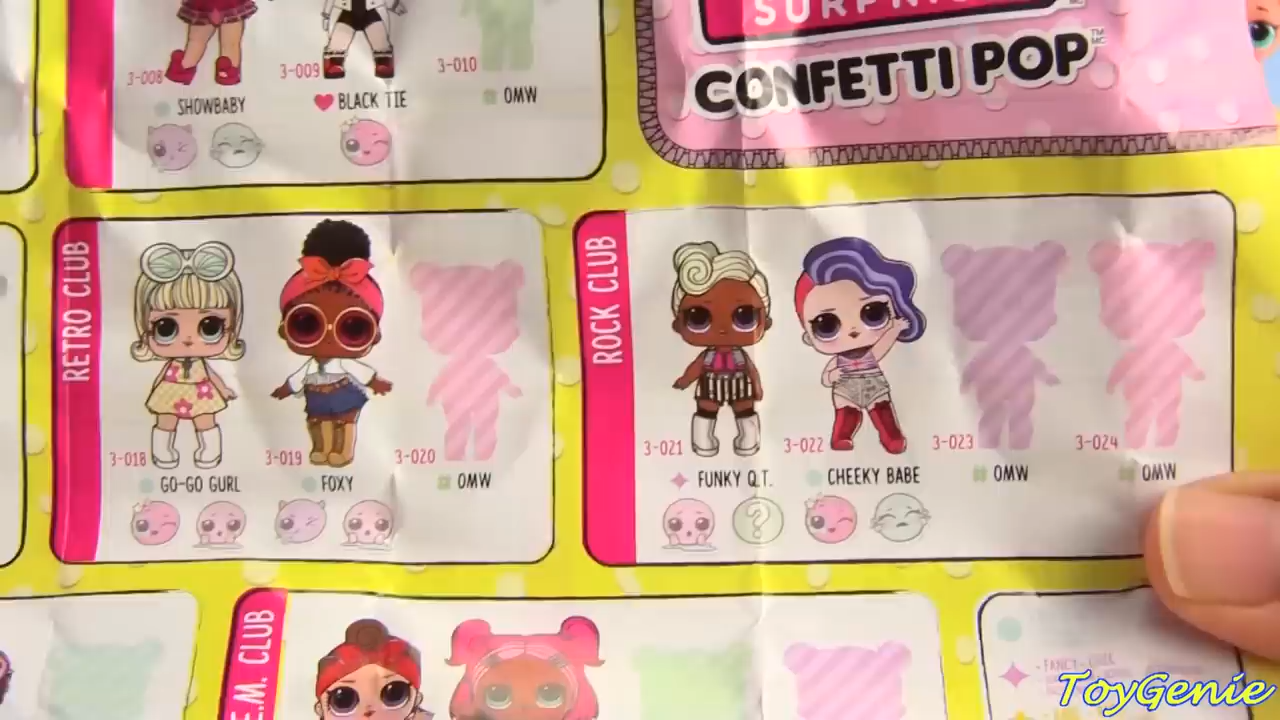 SURPRISE
CONFETTI POP
3-008
SHOWBABY
3-009
BLACK TIE
3-010
OMW
RETRO CLUB
3-018
GO-GO GURL
3-019
FOXY
3-020
OMW
ROCK CLUB
3-021
FUNKY Q.T.
?
3-022
CHEEKY BABE
3-023
OMW
3-024
OMW
E.M. CLUB
- FANCY -
ToyGenie